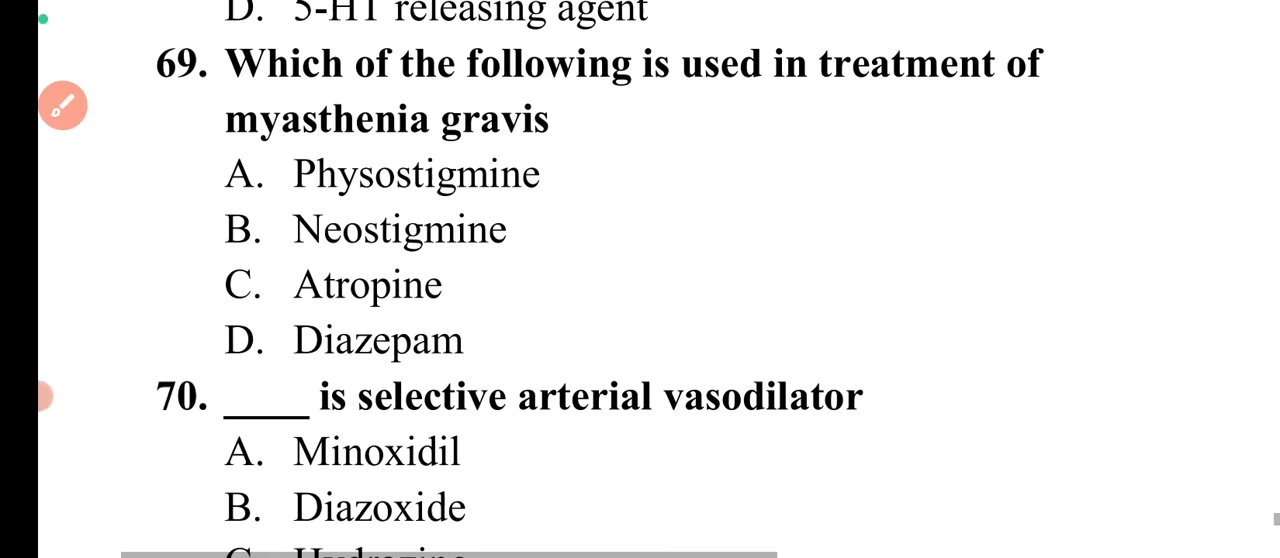 D. 5-HT releasing agent
69. Which of the following is used in treatment of
myasthenia gravis
A. Physostigmine
B. Neostigmine
C. Atropine
D. Diazepam
70. _____ is selective arterial vasodilator
A. Minoxidil
B. Diazoxide